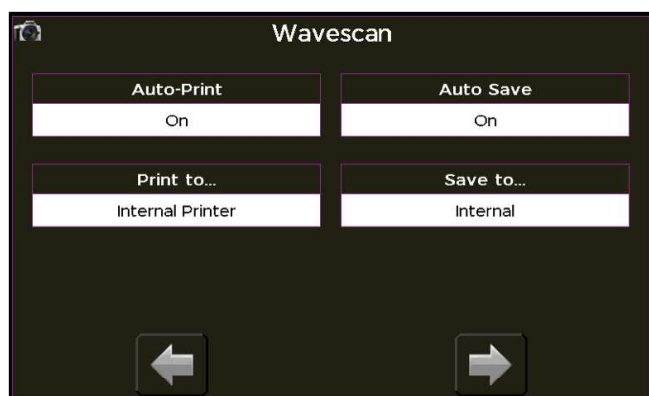 Wavescan
Auto-Print
Auto Save
On
On
Print to...
Save to...
Internal Printer
Internal